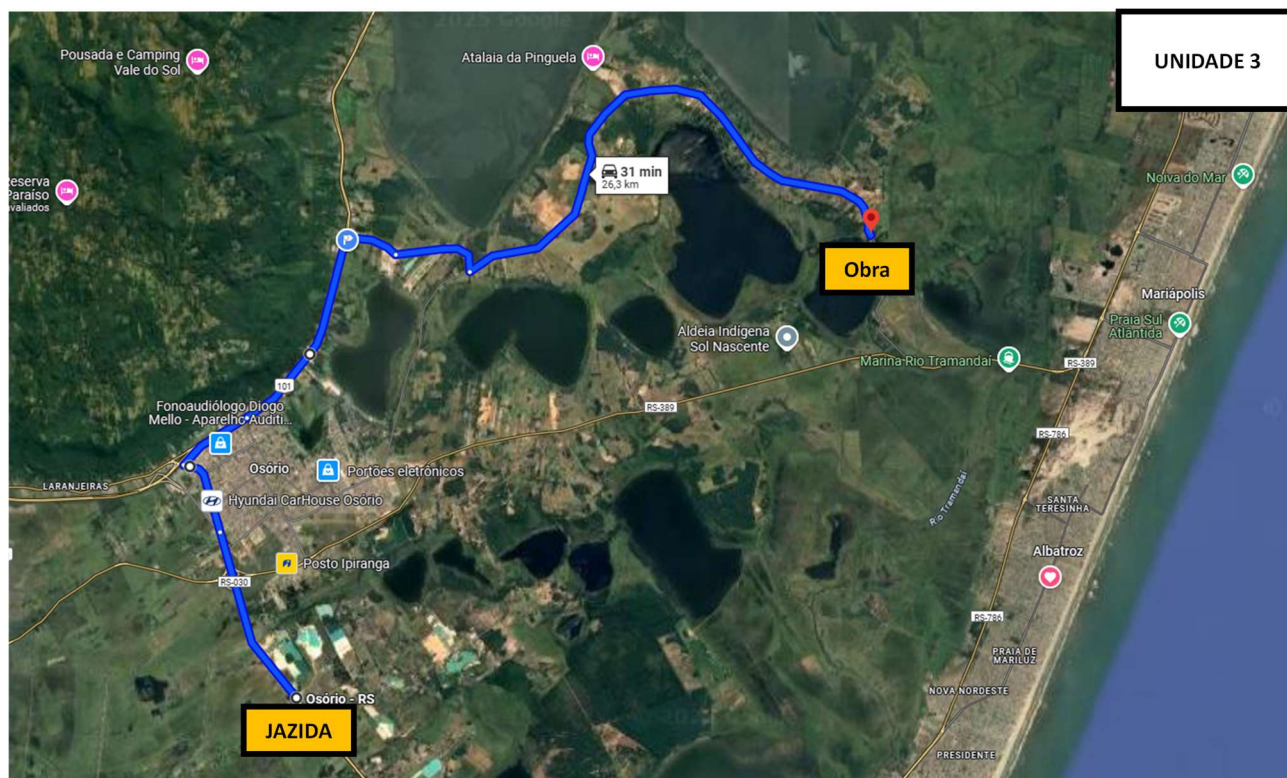 2025 Google
UNIDADE 3
Pousada e Camping
Vale do Sol
Atalaia da Pinguela
31 min
26,3 km
Reserva
Paraíso
avaliados
Noiva do Mar
Obra
Mariápolis
Praia Sul
Atlântida
Aldeia Indígena
Sol Nascente
Marina Rio Tramandaí
RS-389
101
Fonoaudiólogo Diogo
Mello - Aparelho Auditi...
RS-389
RS-786
Osório
Portões eletrônicos
LARANJEIRAS
Hyundai CarHouse Osório
Rio Tramandaí
SANTA
TERESINHA
Posto Ipiranga
Albatroz
RS-030
RS-786
PRAIA DE
MARILUZ
NOVA NORDESTE
Osório - RS
JAZIDA
PRESIDENTE